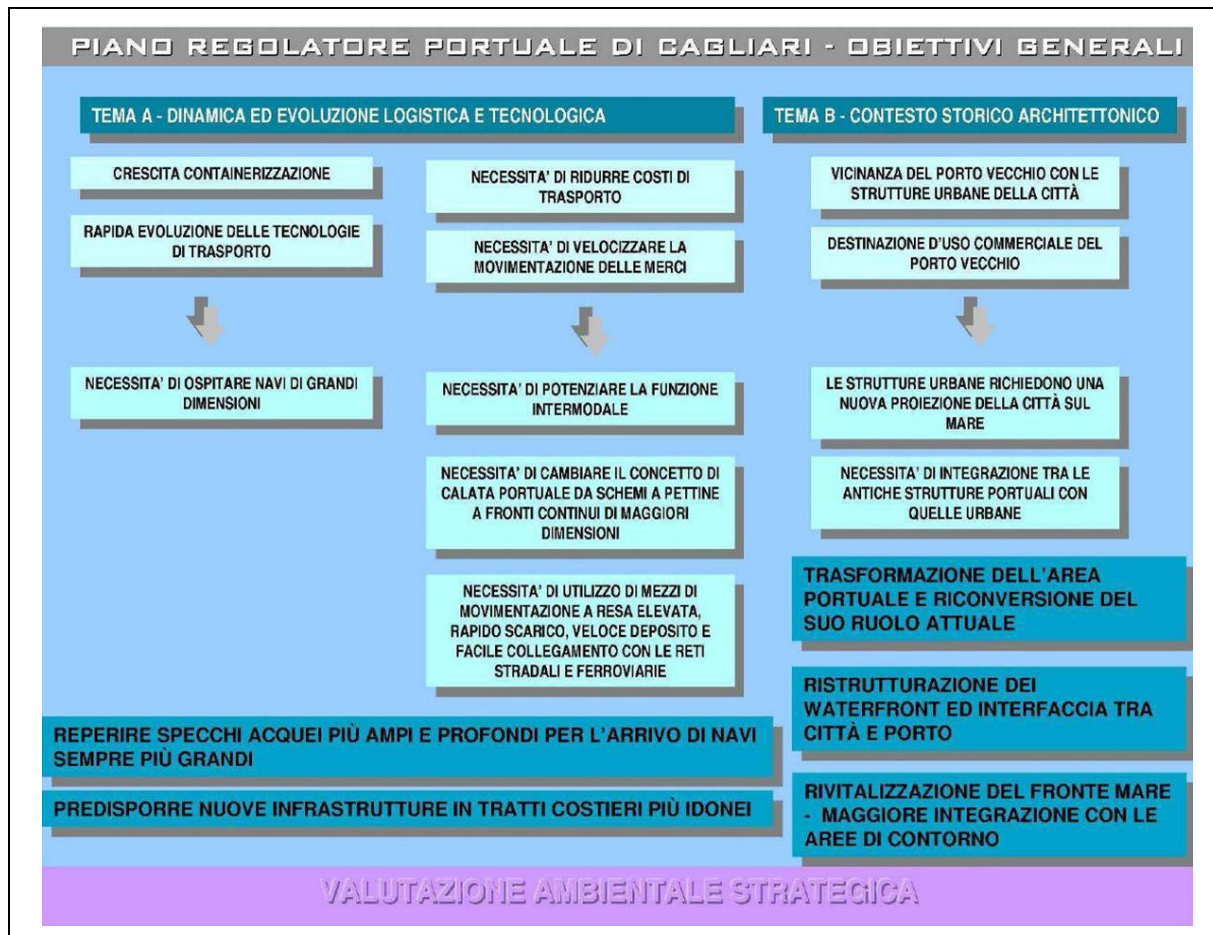 PIANO REGOLATORE PORTUALE DI CAGLIARI - OBIETTIVI GENERALI
TEMA A - DINAMICA ED EVOLUZIONE LOGISTICA E TECNOLOGICA
CRESCITA CONTAINERIZZAZIONE
RAPIDA EVOLUZIONE DELLE TECNOLOGIE
DI TRASPORTO
NECESSITA' DI OSPITARE NAVI DI GRANDI
DIMENSIONI
NECESSITA' DI RIDURRE COSTI DI
TRASPORTO
NECESSITA' DI VELOCIZZARE LA
MOVIMENTAZIONE DELLE MERCI
NECESSITA' DI POTENZIARE LA FUNZIONE
INTERMODALE
NECESSITA' DI CAMBIARE IL CONCETTO DI
CALATA PORTUALE DA SCHEMI A PETTINE
A FRONTI CONTINUI DI MAGGIORI
DIMENSIONI
NECESSITA' DI UTILIZZO DI MEZZI DI
MOVIMENTAZIONE A RESA ELEVATA,
RAPIDO SCARICO, VELOCE DEPOSITO E
FACILE COLLEGAMENTO CON LE RETI
STRADALI E FERROVIARIE
REPERIRE SPECCHI ACQUEI PIÙ AMPI E PROFONDI PER L'ARRIVO DI NAVI
SEMPRE PIÙ GRANDI
PREDISPORRE NUOVE INFRASTRUTTURE IN TRATTI COSTIERI PIÙ IDONEI
TEMA B - CONTESTO STORICO ARCHITETTONICO
VICINANZA DEL PORTO VECCHIO CON LE
STRUTTURE URBANE DELLA CITTÀ
DESTINAZIONE D'USO COMMERCIALE DEL
PORTO VECCHIO
LE STRUTTURE URBANE RICHIEDONO UNA
NUOVA PROIEZIONE DELLA CITTÀ SUL
MARE
NECESSITA' DI INTEGRAZIONE TRA LE
ANTICHE STRUTTURE PORTUALI CON
QUELLE URBANE
TRASFORMAZIONE DELL'AREA
PORTUALE E RICONVERSIONE DEL
SUO RUOLO ATTUALE
RISTRUTTURAZIONE DEI
WATERFRONT ED INTERFACCIA TRA
CITTÀ E PORTO
RIVITALIZZAZIONE DEL FRONTE MARE
- MAGGIORE INTEGRAZIONE CON LE
AREE DI CONTORNO
VALUTAZIONE AMBIENTALE STRATEGICA